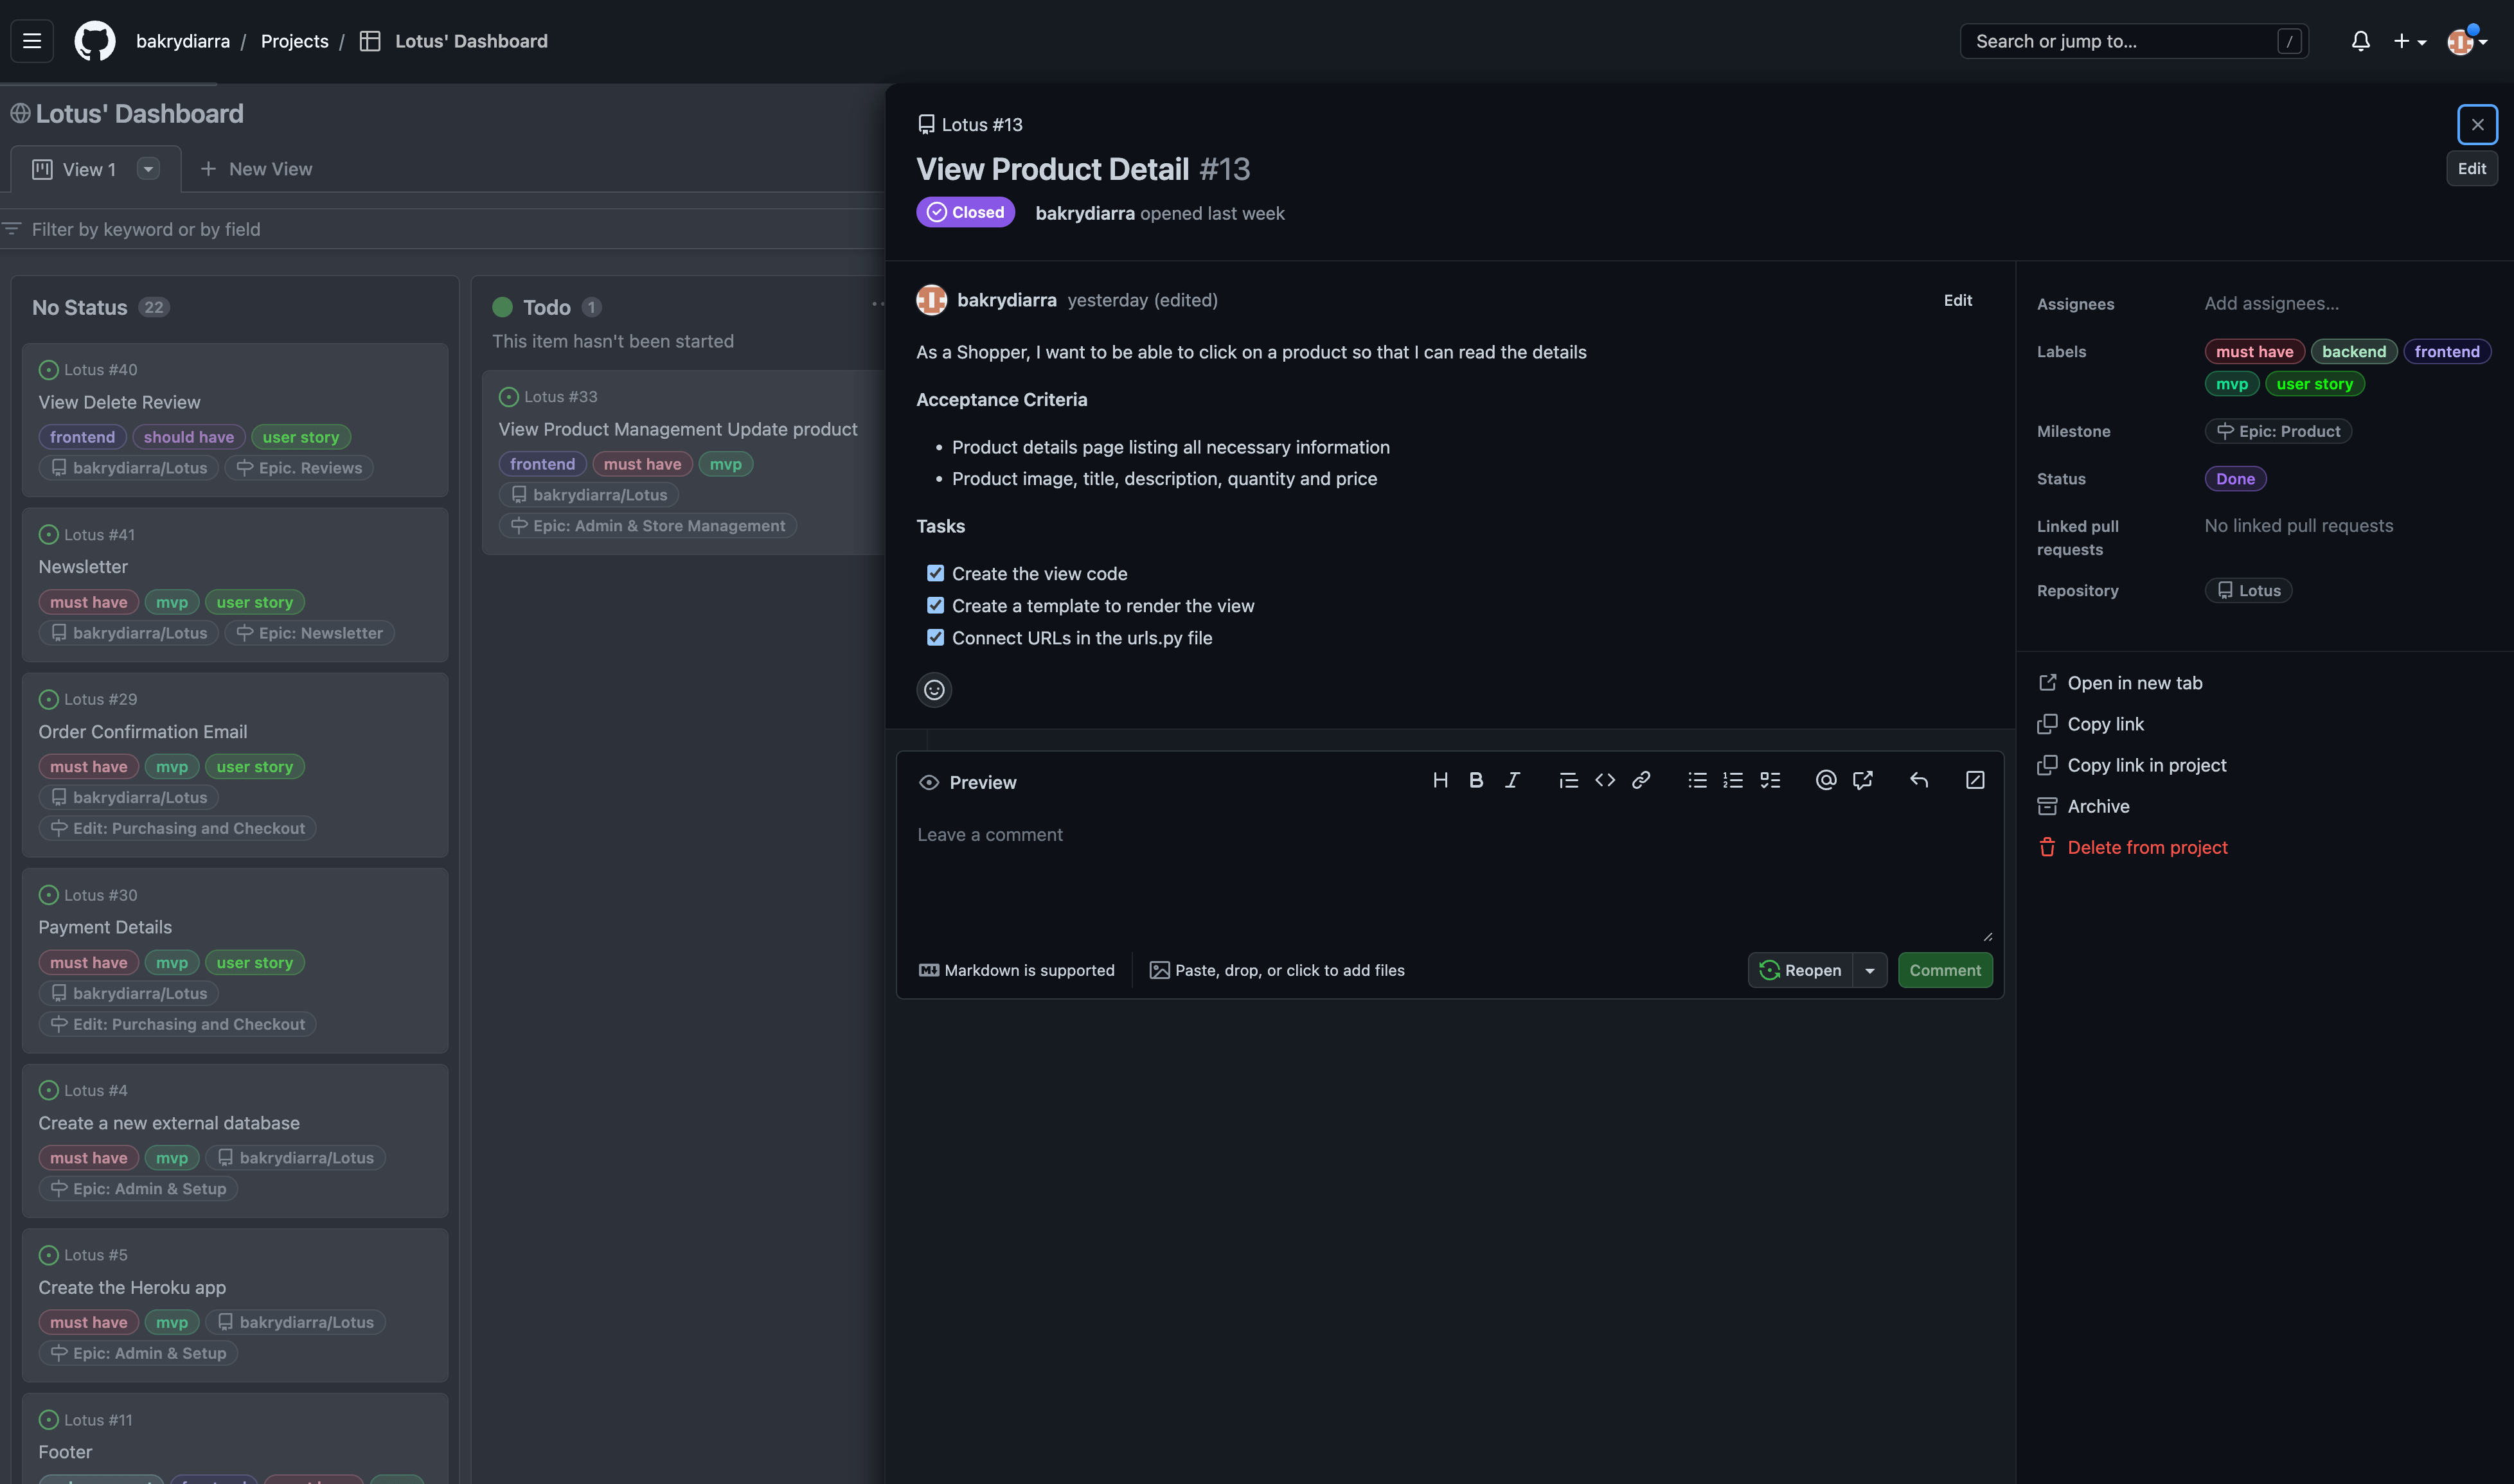 bakrydiarra / Projects / Lotus' Dashboard
Search or jump to... /
Lotus' Dashboard
View 1
New View
Filter by keyword or by field
No Status 22
Lotus #40
View Delete Review
frontend should have user story
bakrydiarra/Lotus Epic. Reviews
Lotus #41
Newsletter
must have mvp user story
bakrydiarra/Lotus Epic: Newsletter
Lotus #29
Order Confirmation Email
must have mvp user story
bakrydiarra/Lotus
Edit: Purchasing and Checkout
Lotus #30
Payment Details
must have mvp user story
bakrydiarra/Lotus
Edit: Purchasing and Checkout
Lotus #4
Create a new external database
must have mvp bakrydiarra/Lotus
Epic: Admin & Setup
Lotus #5
Create the Heroku app
must have mvp bakrydiarra/Lotus
Epic: Admin & Setup
Lotus #11
Footer
Todo 1
This item hasn't been started
Lotus #33
View Product Management Update product
frontend must have mvp
bakrydiarra/Lotus
Epic: Admin & Store Management
Lotus #13
View Product Detail #13
Edit
Closed bakrydiarra opened last week
bakrydiarra yesterday (edited)
Edit
As a Shopper, I want to be able to click on a product so that I can read the details
Acceptance Criteria
• Product details page listing all necessary information
• Product image, title, description, quantity and price
Tasks
Create the view code
Create a template to render the view
Connect URLs in the urls.py file
Preview
Leave a comment
Markdown is supported
Paste, drop, or click to add files
Reopen
Comment
Assignees Add assignees...
Labels must have backend frontend
mvp user story
Milestone Epic: Product
Status Done
Linked pull No linked pull requests
requests
Repository Lotus
Open in new tab
Copy link
Copy link in project
Archive
Delete from project